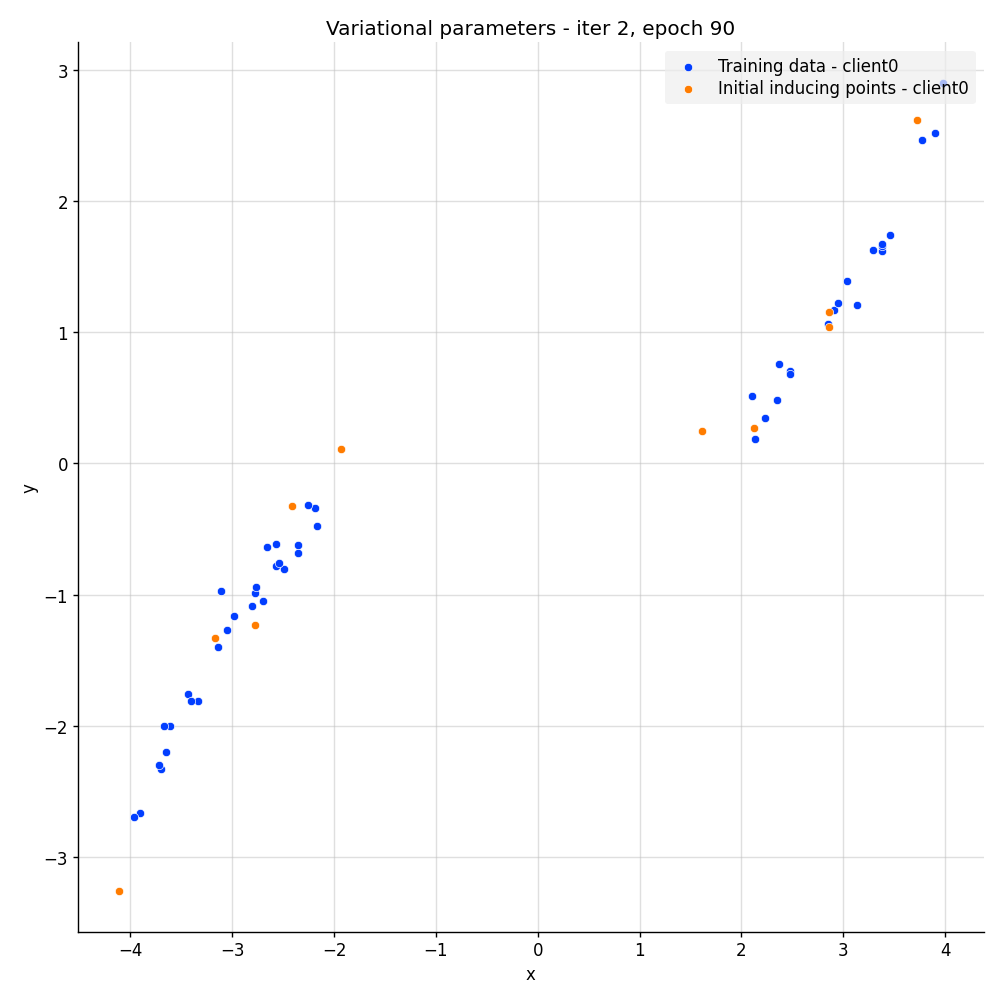 Variational parameters - iter 2, epoch 90
Training data - client0
Initial inducing points - client0
3
2
1
0
−1
−2
−3
y
−4 −3 −2 −1 0 1 2 3 4
x